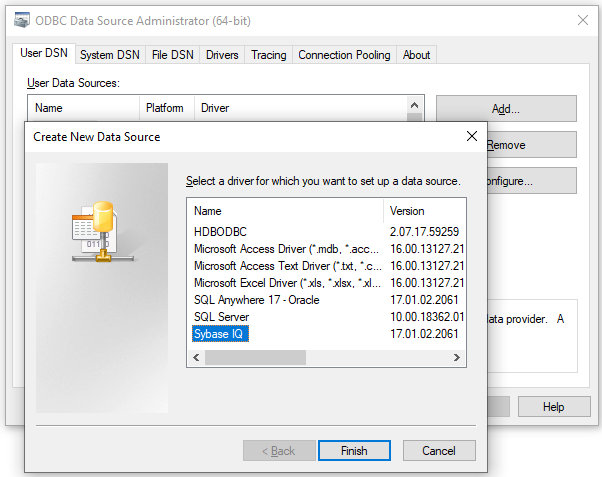 ODBC Data Source Administrator (64-bit)
User DSN System DSN File DSN Drivers Tracing Connection Pooling About
User Data Sources:
Name Platform Driver
Add...
Create New Data Source
Remove
onfigure...
Select a driver for which you want to set up a data source.
Name Version
HDBODBC 2.07.17.59259
Microsoft Access Driver (*.mdb, *.acc... 16.00.13127.21
Microsoft Access Text Driver (*.txt, *.c... 16.00.13127.21
Microsoft Excel Driver (*.xls, *.xlsx, *.xl... 16.00.13127.21
SQL Anywhere 17 - Oracle 17.01.02.2061
SQL Server 10.00.18362.01
data provider. A
Sybase IQ 17.01.02.2061
Help
< Back Finish Cancel